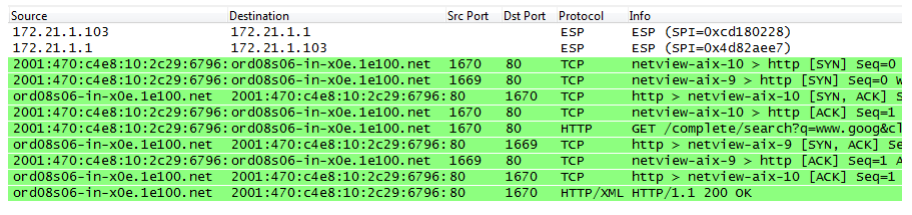 Source Destination Src Port Dst Port Protocol Info
172.21.1.103 172.21.1.1 ESP ESP (SPI=0xcd180228)
172.21.1.1 172.21.1.103 ESP ESP (SPI=0x4d82aee7)
2001:470:c4e8:10:2c29:6796: ord08s06-in-x0e.1e100.net 1670 80 TCP netview-aix-10 > http [SYN] Seq=0
2001:470:c4e8:10:2c29:6796: ord08s06-in-x0e.1e100.net 1669 80 TCP netview-aix-9 > http [SYN] Seq=0 W
ord08s06-in-x0e.1e100.net 2001:470:c4e8:10:2c29:6796: 80 1670 TCP http > netview-aix-10 [SYN, ACK] S
2001:470:c4e8:10:2c29:6796: ord08s06-in-x0e.1e100.net 1670 80 TCP netview-aix-10 > http [ACK] Seq=1
2001:470:c4e8:10:2c29:6796: ord08s06-in-x0e.1e100.net 1670 80 HTTP GET /complete/search?q=www.goog&cl
ord08s06-in-x0e.1e100.net 2001:470:c4e8:10:2c29:6796: 80 1669 TCP http > netview-aix-9 [SYN, ACK] Se
2001:470:c4e8:10:2c29:6796: ord08s06-in-x0e.1e100.net 1669 80 TCP netview-aix-9 > http [ACK] Seq=1 A
ord08s06-in-x0e.1e100.net 2001:470:c4e8:10:2c29:6796: 80 1670 TCP http > netview-aix-10 [ACK] Seq=1
ord08s06-in-x0e.1e100.net 2001:470:c4e8:10:2c29:6796: 80 1670 HTTP/XML HTTP/1.1 200 OK